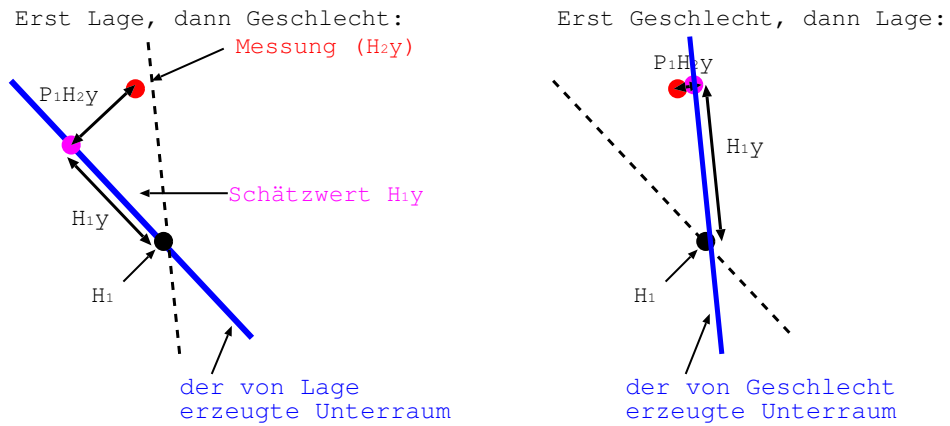 Erst Lage, dann Geschlecht:
Messung (H2y)
P1H2y
Schätzwert H1y
H1y
H1
der von Lage
erzeugte Unterraum
Erst Geschlecht, dann Lage:
P1H2y
H1y
H1
der von Geschlecht
erzeugte Unterraum